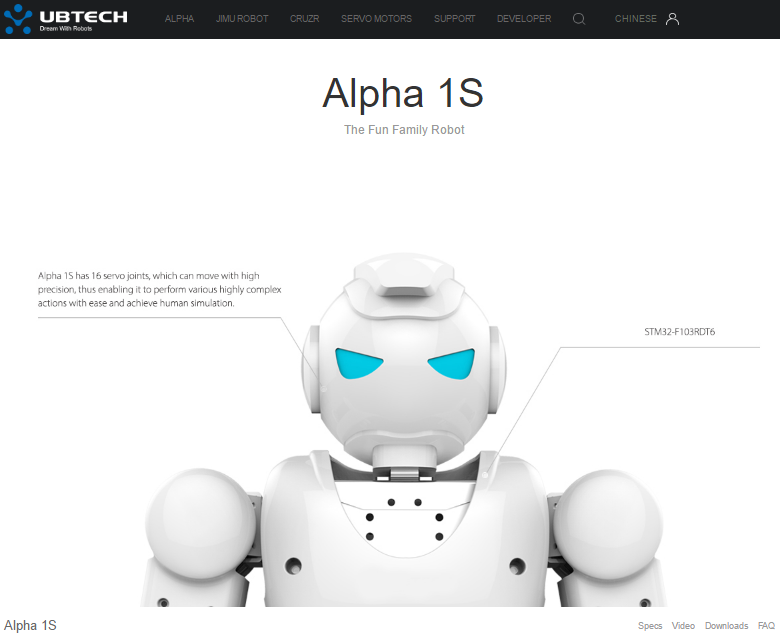 UBTECH
Dream With Robots
ALPHA JIMU ROBOT CRUZR SERVO MOTORS SUPPORT DEVELOPER CHINESE
Alpha 1S
The Fun Family Robot
Alpha 1S has 16 servo joints, which can move with high
precision, thus enabling it to perform various highly complex
actions with ease and achieve human simulation.
STM32-F103RDT6
Alpha 1S Specs Video Downloads FAQ